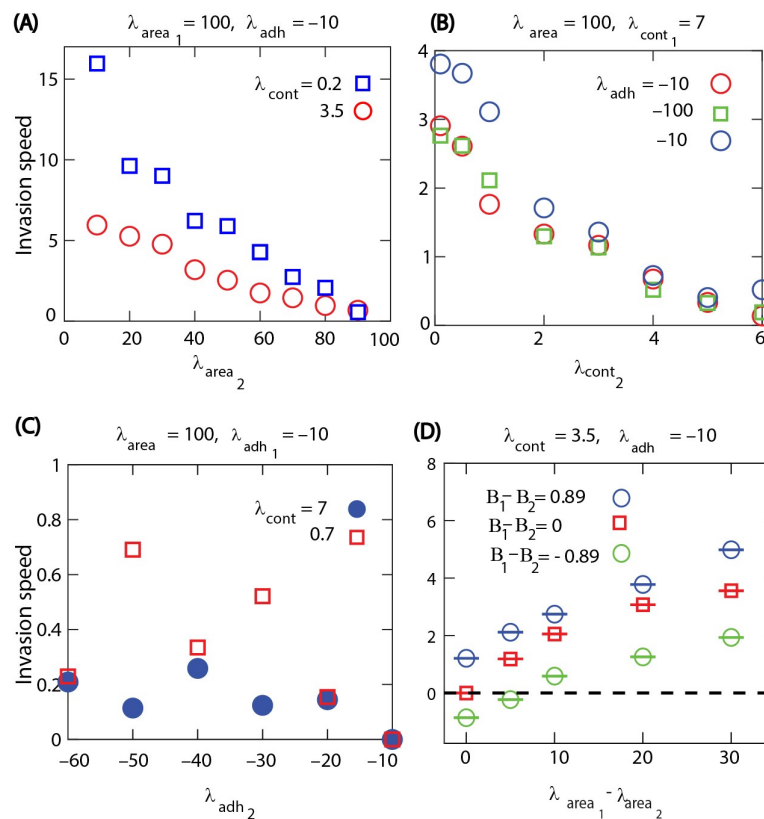 (A)
λarea1 = 100, λadh = −10
15
10
5
0
Invasion speed
λcont = 0.2
3.5
0 20 40 60 80 100
λarea2
(B)
λarea = 100, λcont1 = 7
4
3
2
1
0
λadh = −10
−100
−10
0 2 4 6
λcont2
(C)
λarea = 100, λadh1 = −10
1
0.8
0.6
0.4
0.2
0
Invasion speed
λcont = 7
0.7
−60 −50 −40 −30 −20 −10
λadh2
(D)
λcont = 3.5, λadh = −10
8
6
4
2
0
B1− B2= 0.89
B1− B2= 0
B1− B2= − 0.89
0 10 20 30
λarea1 - λarea2